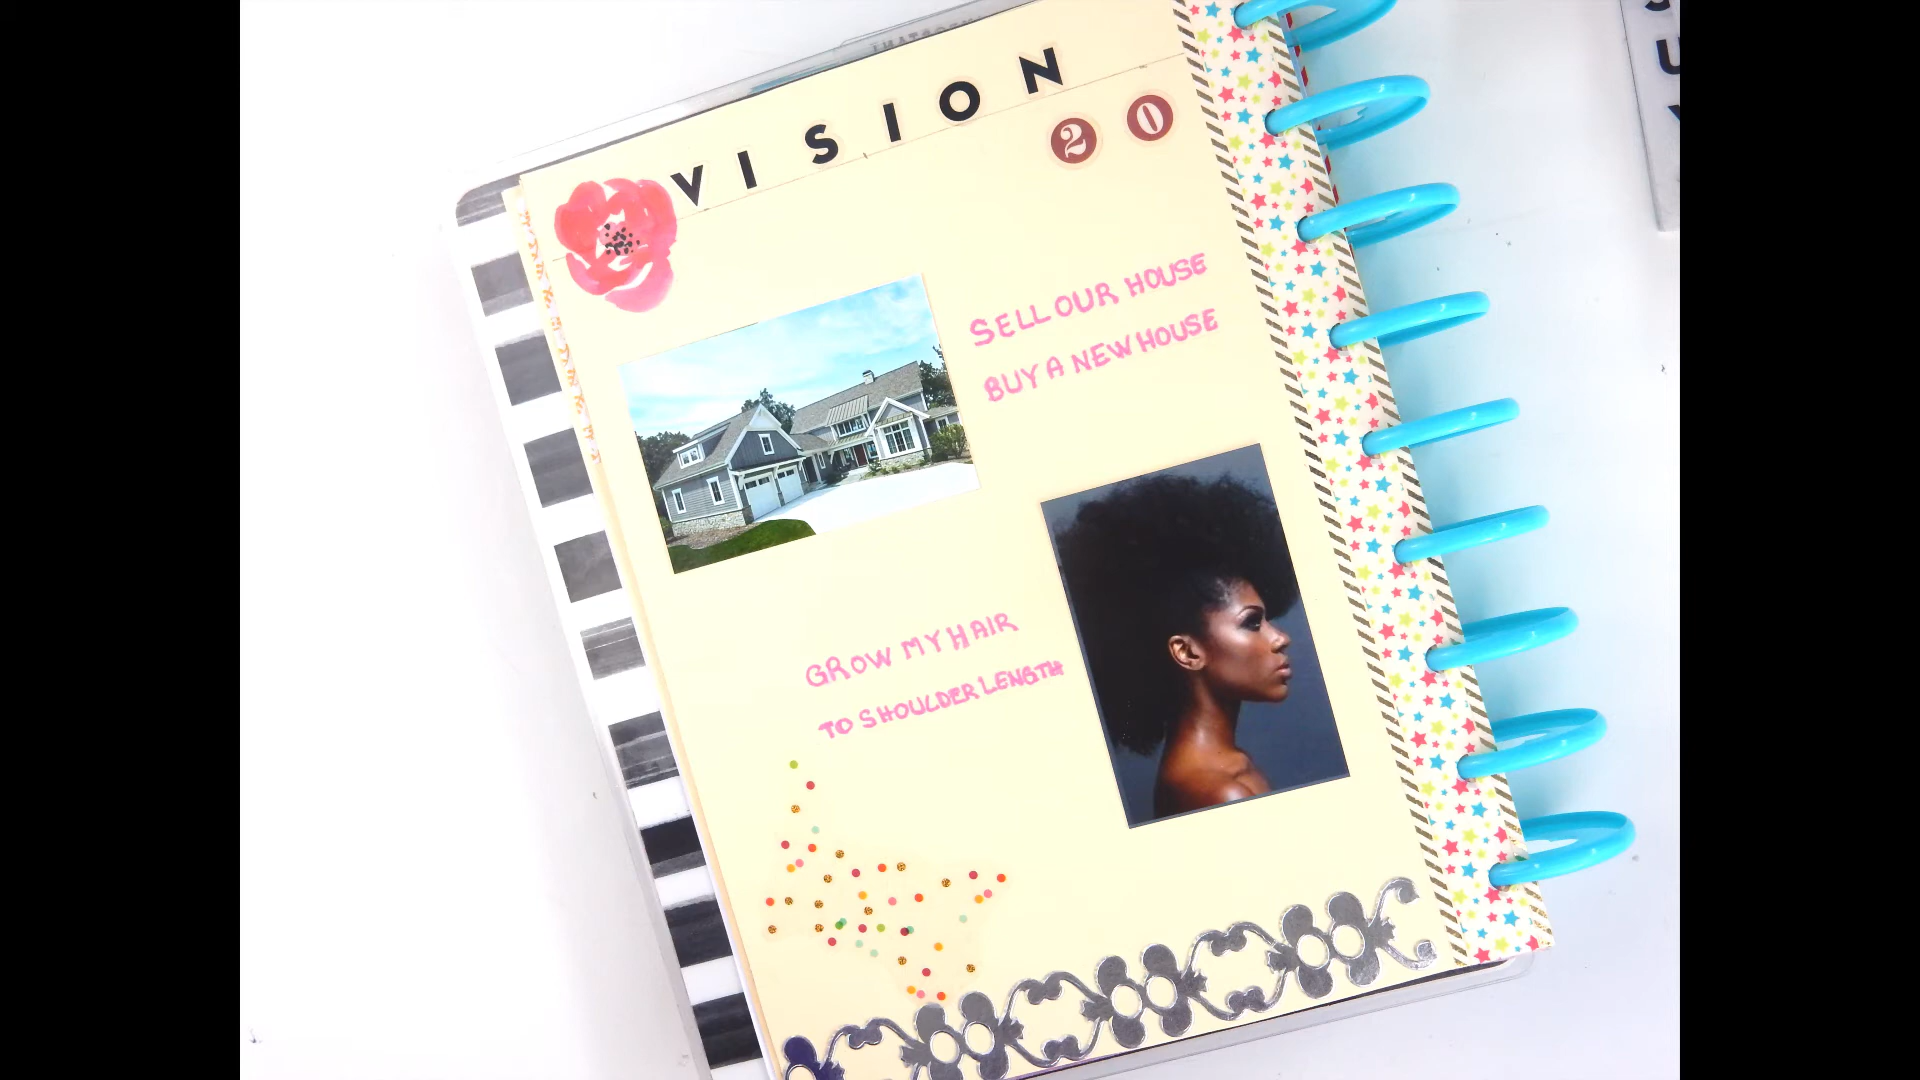 VISION
20
SELL OUR HOUSE
BUY A NEW HOUSE
GROW MY HAIR
TO SHOULDER LENGTH
U